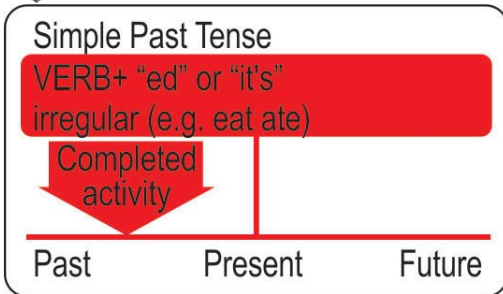 Simple Past Tense
VERB+ “ed” or “it's”
irregular (e.g. eat ate)
Completed
activity
Past Present Future